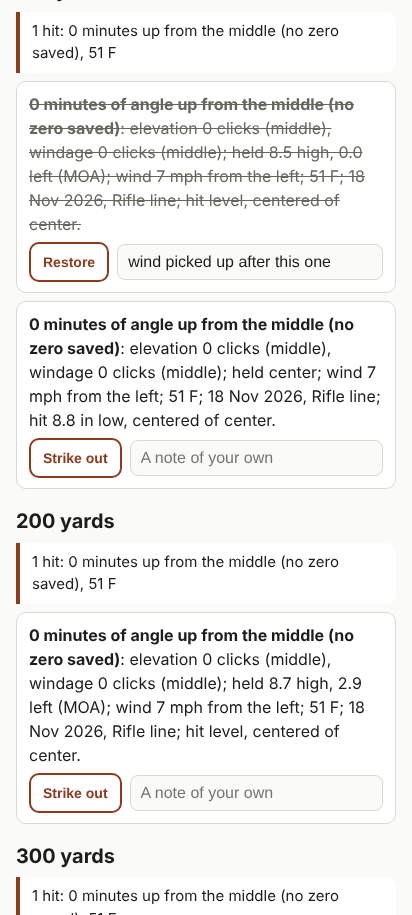 1 hit: 0 minutes up from the middle (no zero
saved), 51 F
0 minutes of angle up from the middle (no
zero saved): elevation 0 clicks (middle),
windage 0 clicks (middle); held 8.5 high, 0.0
left (MOA); wind 7 mph from the left; 51 F; 18
Nov 2026, Rifle line; hit level, centered of
center.
Restore
wind picked up after this one
0 minutes of angle up from the middle (no
zero saved): elevation 0 clicks (middle),
windage 0 clicks (middle); held center; wind 7
mph from the left; 51 F; 18 Nov 2026, Rifle line;
hit 8.8 in low, centered of center.
Strike out
A note of your own
200 yards
1 hit: 0 minutes up from the middle (no zero
saved), 51 F
0 minutes of angle up from the middle (no
zero saved): elevation 0 clicks (middle),
windage 0 clicks (middle); held 8.7 high, 2.9
left (MOA); wind 7 mph from the left; 51 F; 18
Nov 2026, Rifle line; hit level, centered of
center.
Strike out
A note of your own
300 yards
1 hit: 0 minutes up from the middle (no zero
saved), 51 F